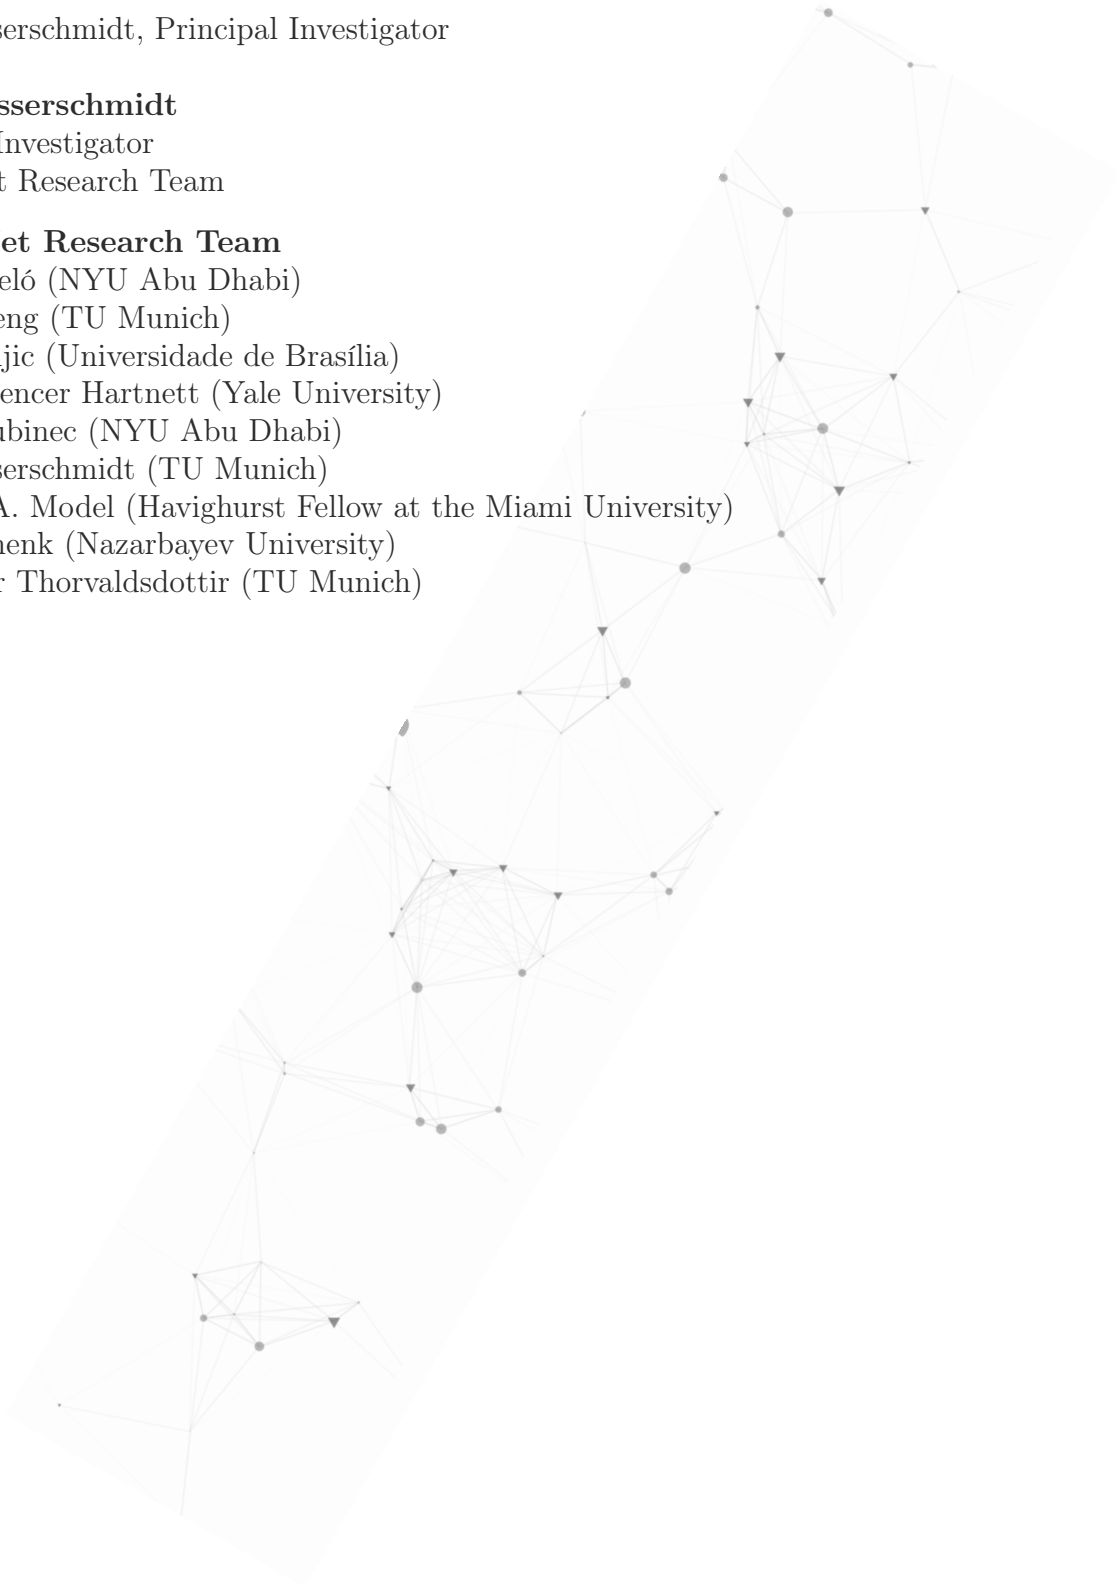 serschmidt, Principal Investigator
sserschmidt
Investigator
t Research Team
et Research Team
eló (NYU Abu Dhabi)
eng (TU Munich)
jic (Universidade de Brasília)
encer Hartnett (Yale University)
ubinec (NYU Abu Dhabi)
serschmidt (TU Munich)
A. Model (Havighurst Fellow at the Miami University)
henk (Nazarbayev University)
r Thorvaldsdottir (TU Munich)